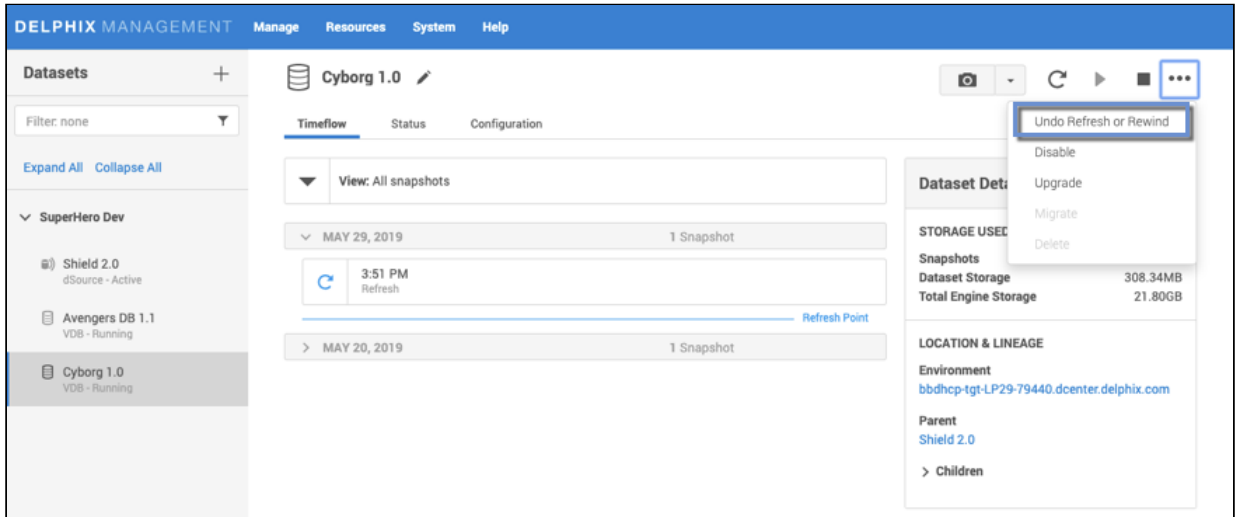 DELPHIX MANAGEMENT Manage Resources System Help
Datasets
Filter: none
Expand All Collapse All
SuperHero Dev
Shield 2.0
dSource - Active
Avengers DB 1.1
VDB - Running
Cyborg 1.0
VDB - Running
Cyborg 1.0
Timeflow Status Configuration
View: All snapshots
MAY 29, 2019 1 Snapshot
3:51 PM
Refresh
Refresh Point
MAY 20, 2019 1 Snapshot
Undo Refresh or Rewind
Disable
Upgrade
Migrate
Delete
Dataset
STORAGE USED
Snapshots
Dataset Storage 308.34MB
Total Engine Storage 21.80GB
LOCATION & LINEAGE
Environment
bbdhcp-tgt-LP29-79440.dcenter.delphix.com
Parent
Shield 2.0
Children